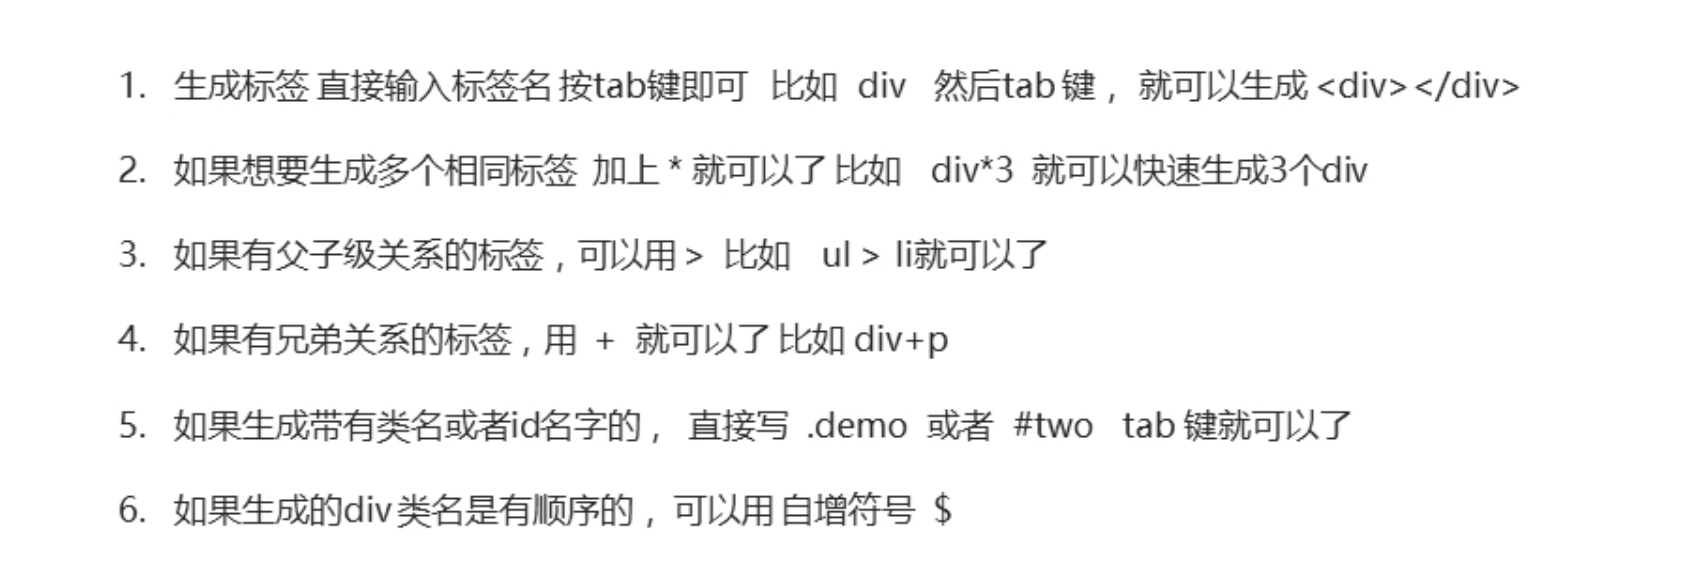 1. 生成标签 直接输入标签名 按tab键即可 比如 div 然后tab 键， 就可以生成 <div></div>
2. 如果想要生成多个相同标签 加上 * 就可以了 比如 div*3 就可以快速生成3个div
3. 如果有父子级关系的标签，可以用 > 比如 ul > li就可以了
4. 如果有兄弟关系的标签，用 + 就可以了 比如 div+p
5. 如果生成带有类名或者id名字的， 直接写 .demo 或者 #two tab 键就可以了
6. 如果生成的div 类名是有顺序的， 可以用 自增符号 $